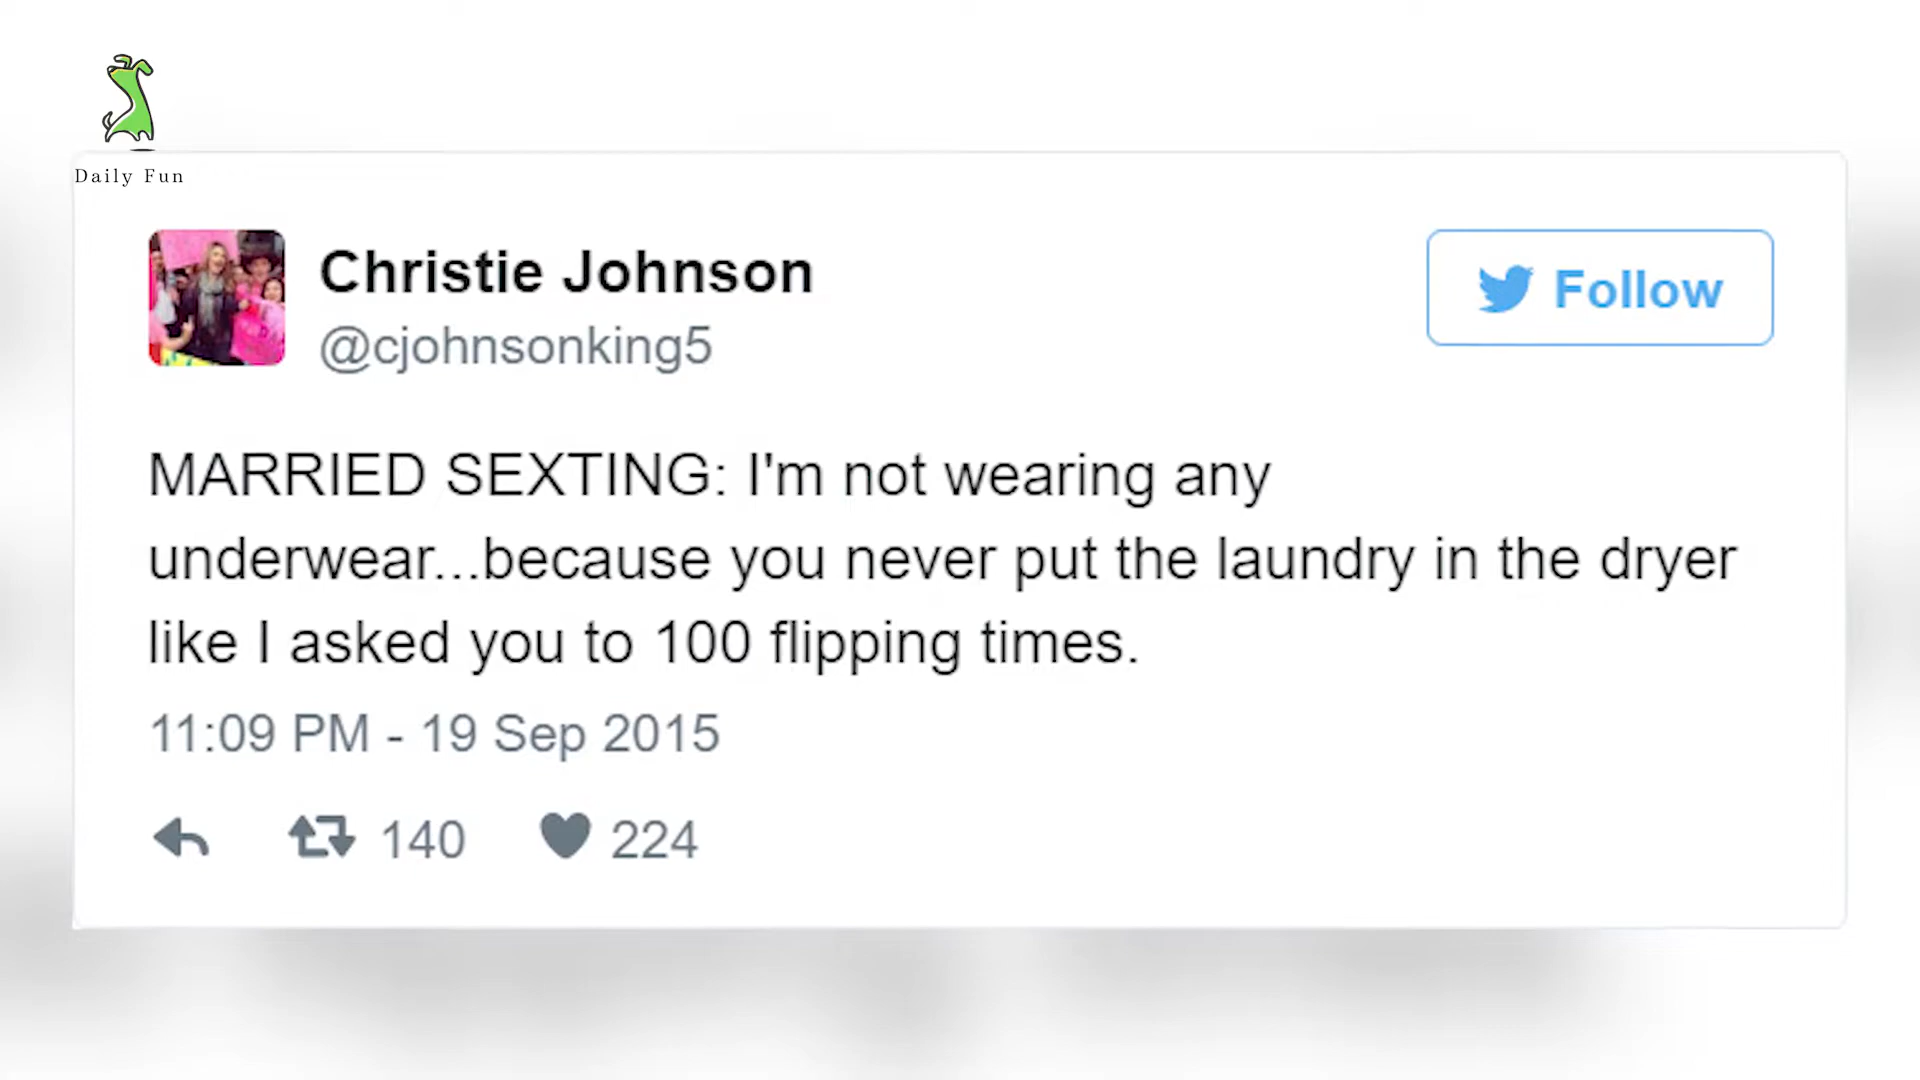 Daily Fun
Christie Johnson
@cjohnsonking5
Follow
MARRIED SEXTING: I'm not wearing any
underwear...because you never put the laundry in the dryer
like I asked you to 100 flipping times.
11:09 PM - 19 Sep 2015
140 224